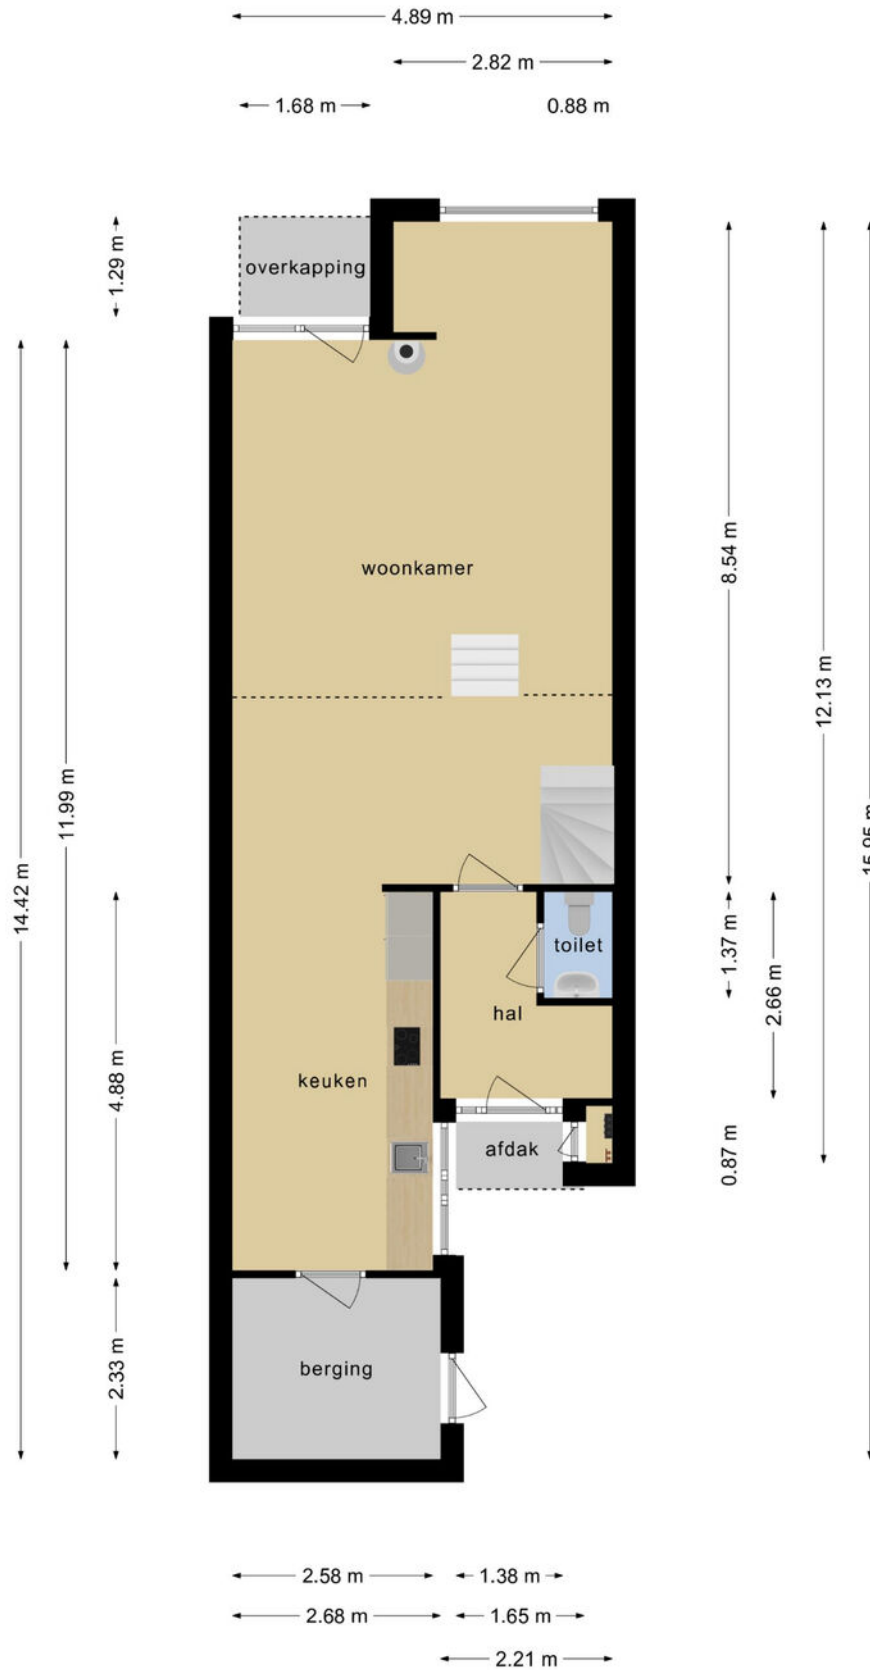 4.89 m
2.82 m
1.68 m
0.88 m
1.29 m
overkapping
8.54 m
woonkamer
12.13 m
11.99 m
14.42 m
1.37 m
toilet
2.66 m
hal
4.88 m
keuken
0.87 m
afdak
2.33 m
berging
2.58 m
1.38 m
2.68 m
1.65 m
2.21 m